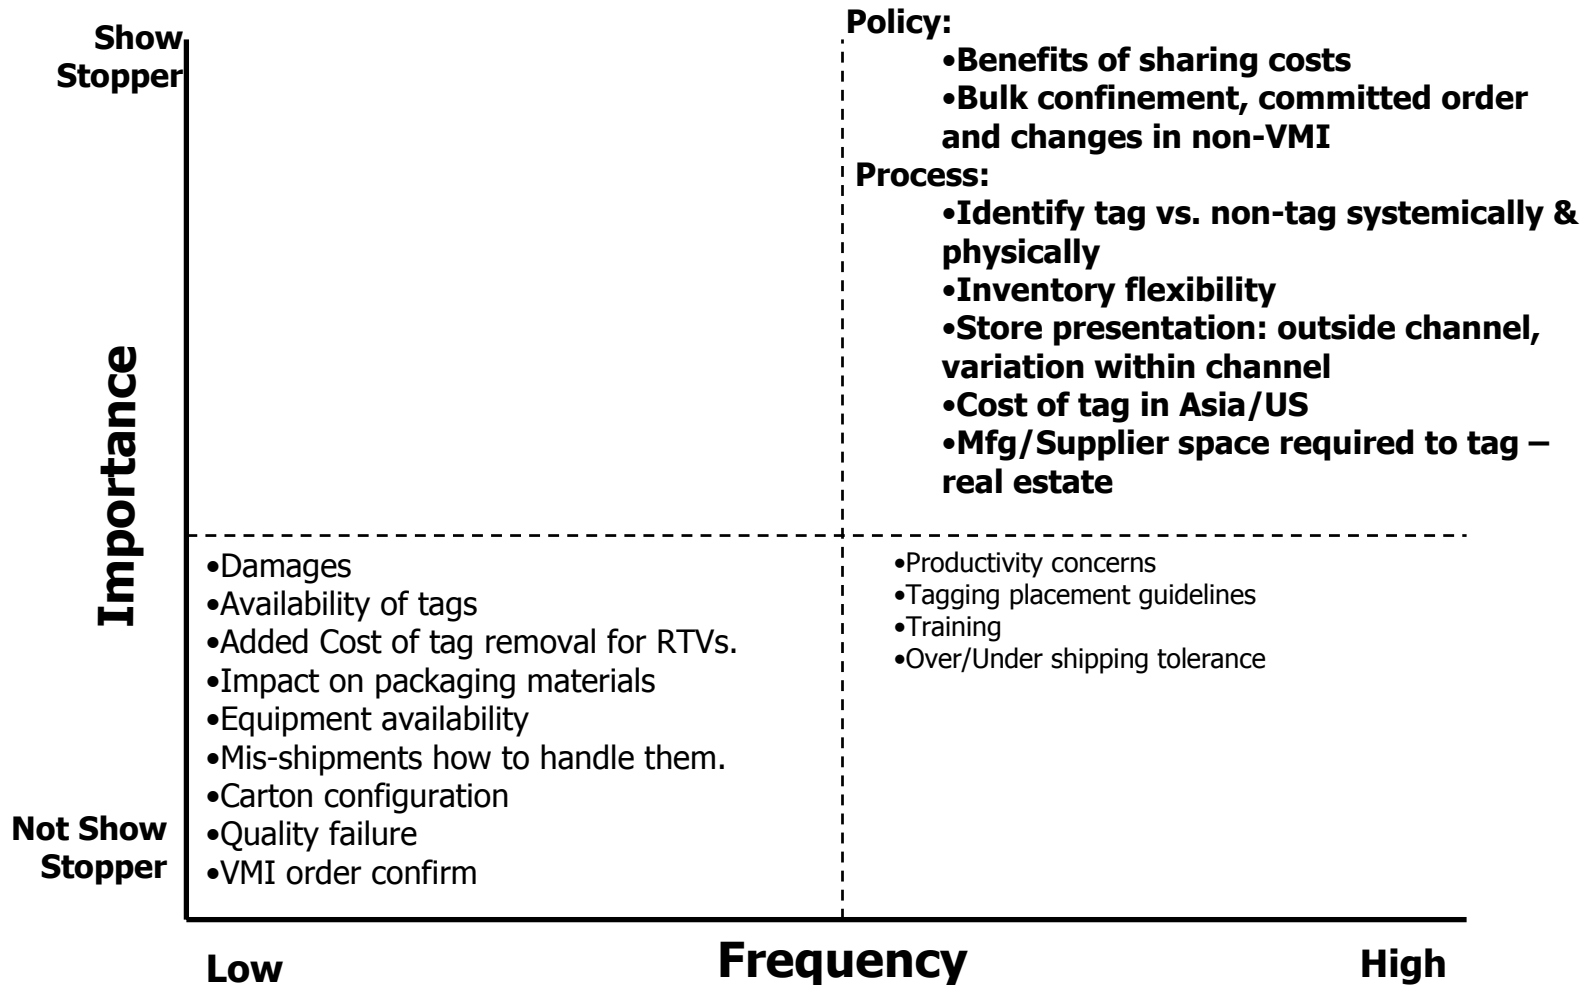 Show
Stopper
Policy:
•Benefits of sharing costs
•Bulk confinement, committed order
and changes in non-VMI
Process:
•Identify tag vs. non-tag systemically &
physically
•Inventory flexibility
•Store presentation: outside channel,
variation within channel
•Cost of tag in Asia/US
•Mfg/Supplier space required to tag –
real estate
Importance
•Damages
•Availability of tags
•Added Cost of tag removal for RTVs.
•Impact on packaging materials
•Equipment availability
•Mis-shipments how to handle them.
•Carton configuration
•Quality failure
•VMI order confirm
•Productivity concerns
•Tagging placement guidelines
•Training
•Over/Under shipping tolerance
Not Show
Stopper
Low
Frequency
High